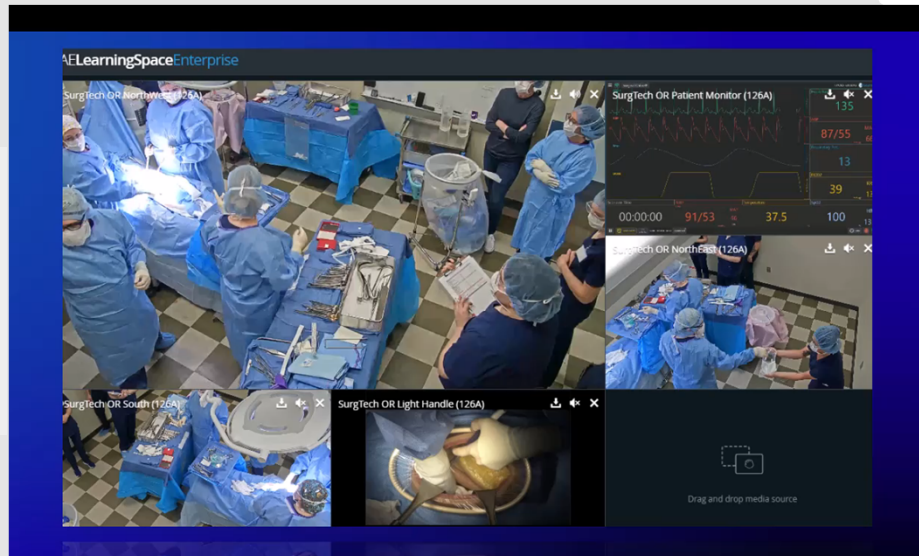 AELearningSpaceEnterprise
SurgTech OR NorthWest (126A)
SurgTech OR Patient Monitor (126A)
135
87/55
13
39
00:00:00
91/53
37.5
100
SurgTech OR NorthEast (126A)
SurgTech OR South (126A)
SurgTech OR Light Handle (126A)
Drag and drop media source